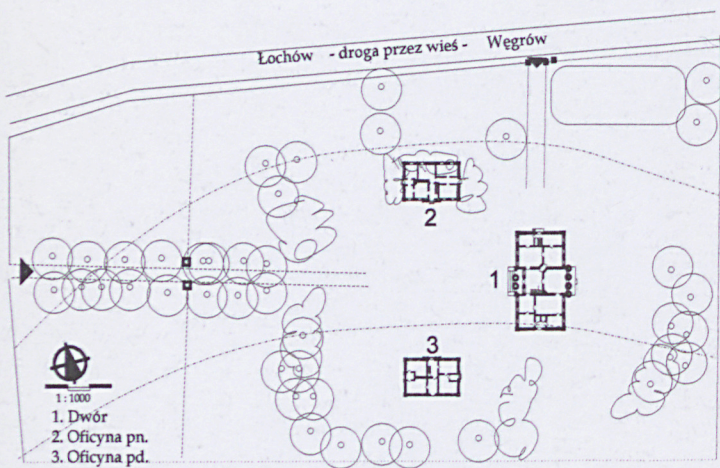 Łochów - droga przez wieś - Węgrów
2
1
3
1 : 1000
1. Dwór
2. Oficyna pn.
3. Oficyna pd.